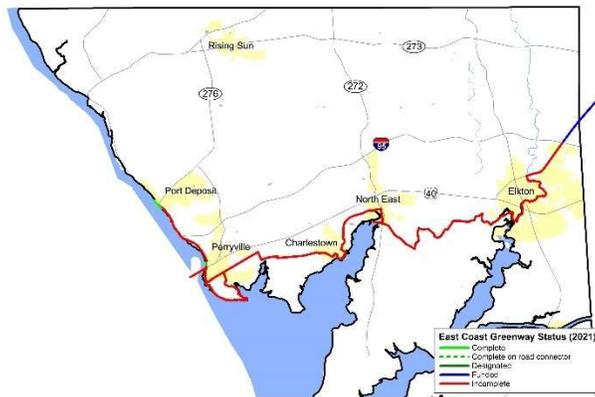 Rising Sun
273
276
272
95
Port Deposit
North East
40
Elkton
Perryville
Charlestown
East Coast Greenway Status (2021)
Complete
Complete on road connector
Designated
Funded
Incomplete